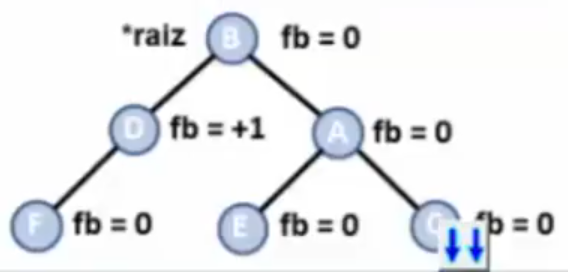 *raiz B fb = 0
D fb = +1 A fb = 0
F fb = 0 E fb = 0 fb = 0